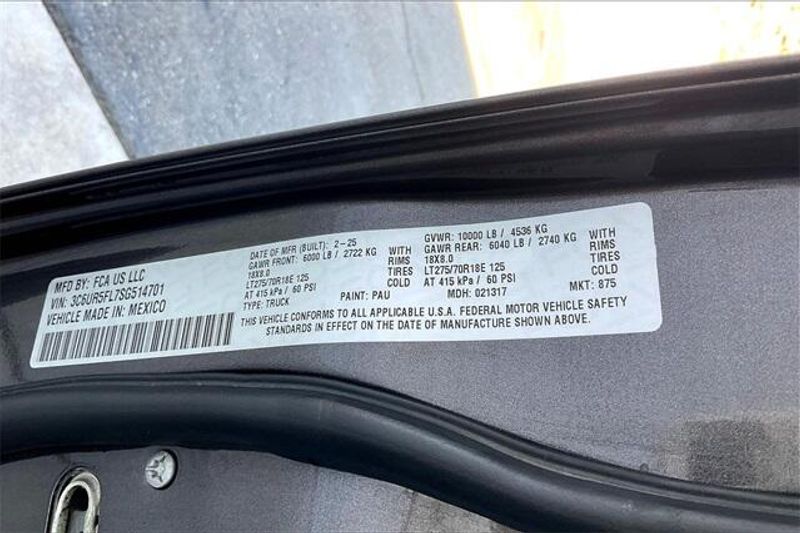 MFD BY: FCA US LLC
VIN: 3C6UR5FL7SG514701
VEHICLE MADE IN: MEXICO
DATE OF MFR (BUILT): 2-25
GAWR FRONT: 6000 LB / 2722 KG WITH
18X8.0 RIMS
LT275/70R18E 125 TIRES
AT 415 kPa / 60 PSI COLD
TYPE: TRUCK PAINT: PAU
GVWR: 10000 LB / 4536 KG
GAWR REAR: 6040 LB / 2740 KG WITH
18X8.0 RIMS
LT275/70R18E 125 TIRES
AT 415 kPa / 60 PSI COLD
MDH: 021317 MKT: 875
THIS VEHICLE CONFORMS TO ALL APPLICABLE U.S.A. FEDERAL MOTOR VEHICLE SAFETY
STANDARDS IN EFFECT ON THE DATE OF MANUFACTURE SHOWN ABOVE.